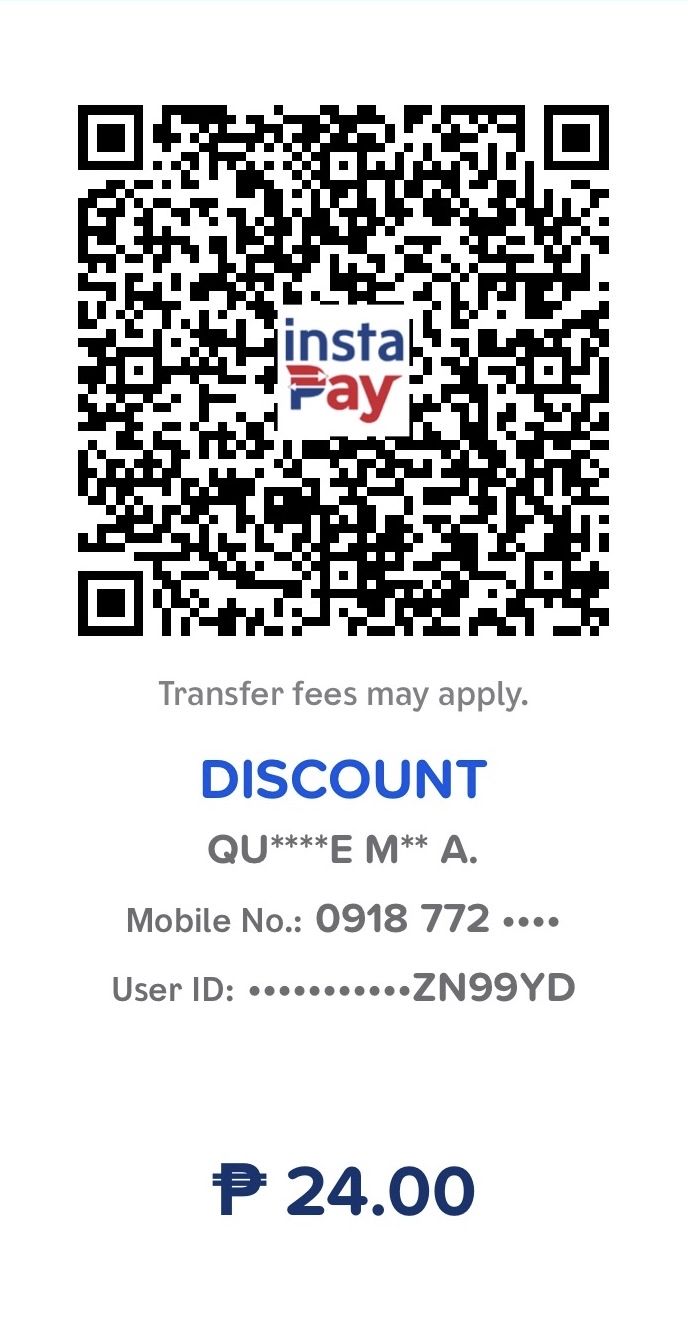 insta
Pay
Transfer fees may apply.
DISCOUNT
QU****E M** A.
Mobile No.: 0918 772 ••••
User ID: •••••••••••ZN99YD
₱ 24.00